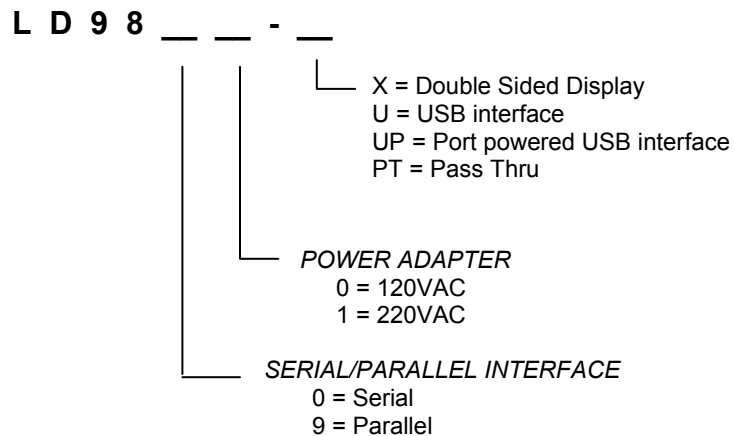 L D 9 8 __ __ - __
X = Double Sided Display
U = USB interface
UP = Port powered USB interface
PT = Pass Thru
POWER ADAPTER
0 = 120VAC
1 = 220VAC
SERIAL/PARALLEL INTERFACE
0 = Serial
9 = Parallel